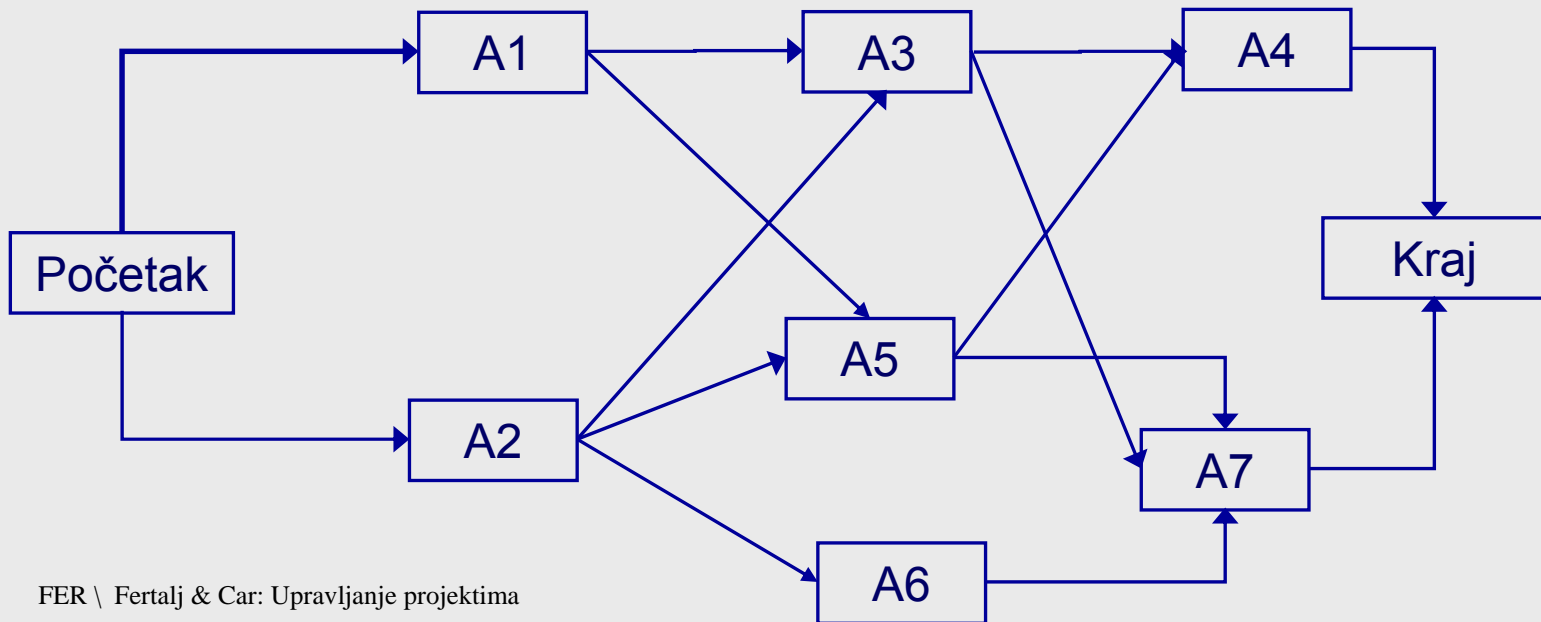 A1
A3
A4
Početak
Kraj
A5
A2
A7
A6
FER \ Fertalj & Car: Upravljanje projektima